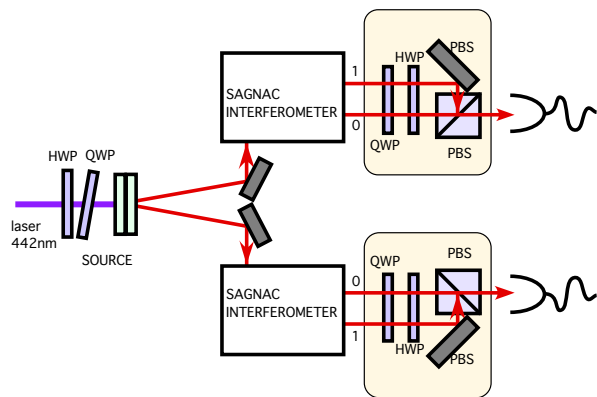 PBS
HWP
1
SAGNAC
INTERFEROMETER
0
QWP
PBS
HWP
QWP
laser
442nm
SOURCE
QWP
PBS
0
SAGNAC
INTERFEROMETER
1
HWP
PBS